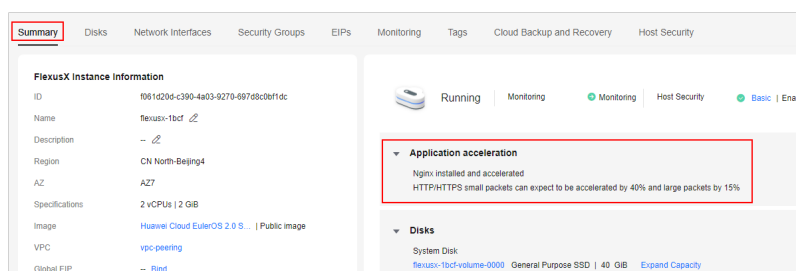 Summary Disks Network Interfaces Security Groups EIPs Monitoring Tags Cloud Backup and Recovery Host Security
FlexusX Instance Information
ID f061d20d-c390-4a03-9270-697d8c0bf1dc
Name flexusx-1bcf
Description --
Region CN North-Beijing4
AZ AZ7
Specifications 2 vCPUs | 2 GiB
Image Huawei Cloud EulerOS 2.0 S... | Public image
VPC vpc-peering
Global EIP -- Bind
Running Monitoring Monitoring Host Security Basic | Ena
Application acceleration
Nginx installed and accelerated
HTTP/HTTPS small packets can expect to be accelerated by 40% and large packets by 15%
Disks
System Disk
flexusx-1bcf-volume-0000 General Purpose SSD | 40 GiB Expand Capacity